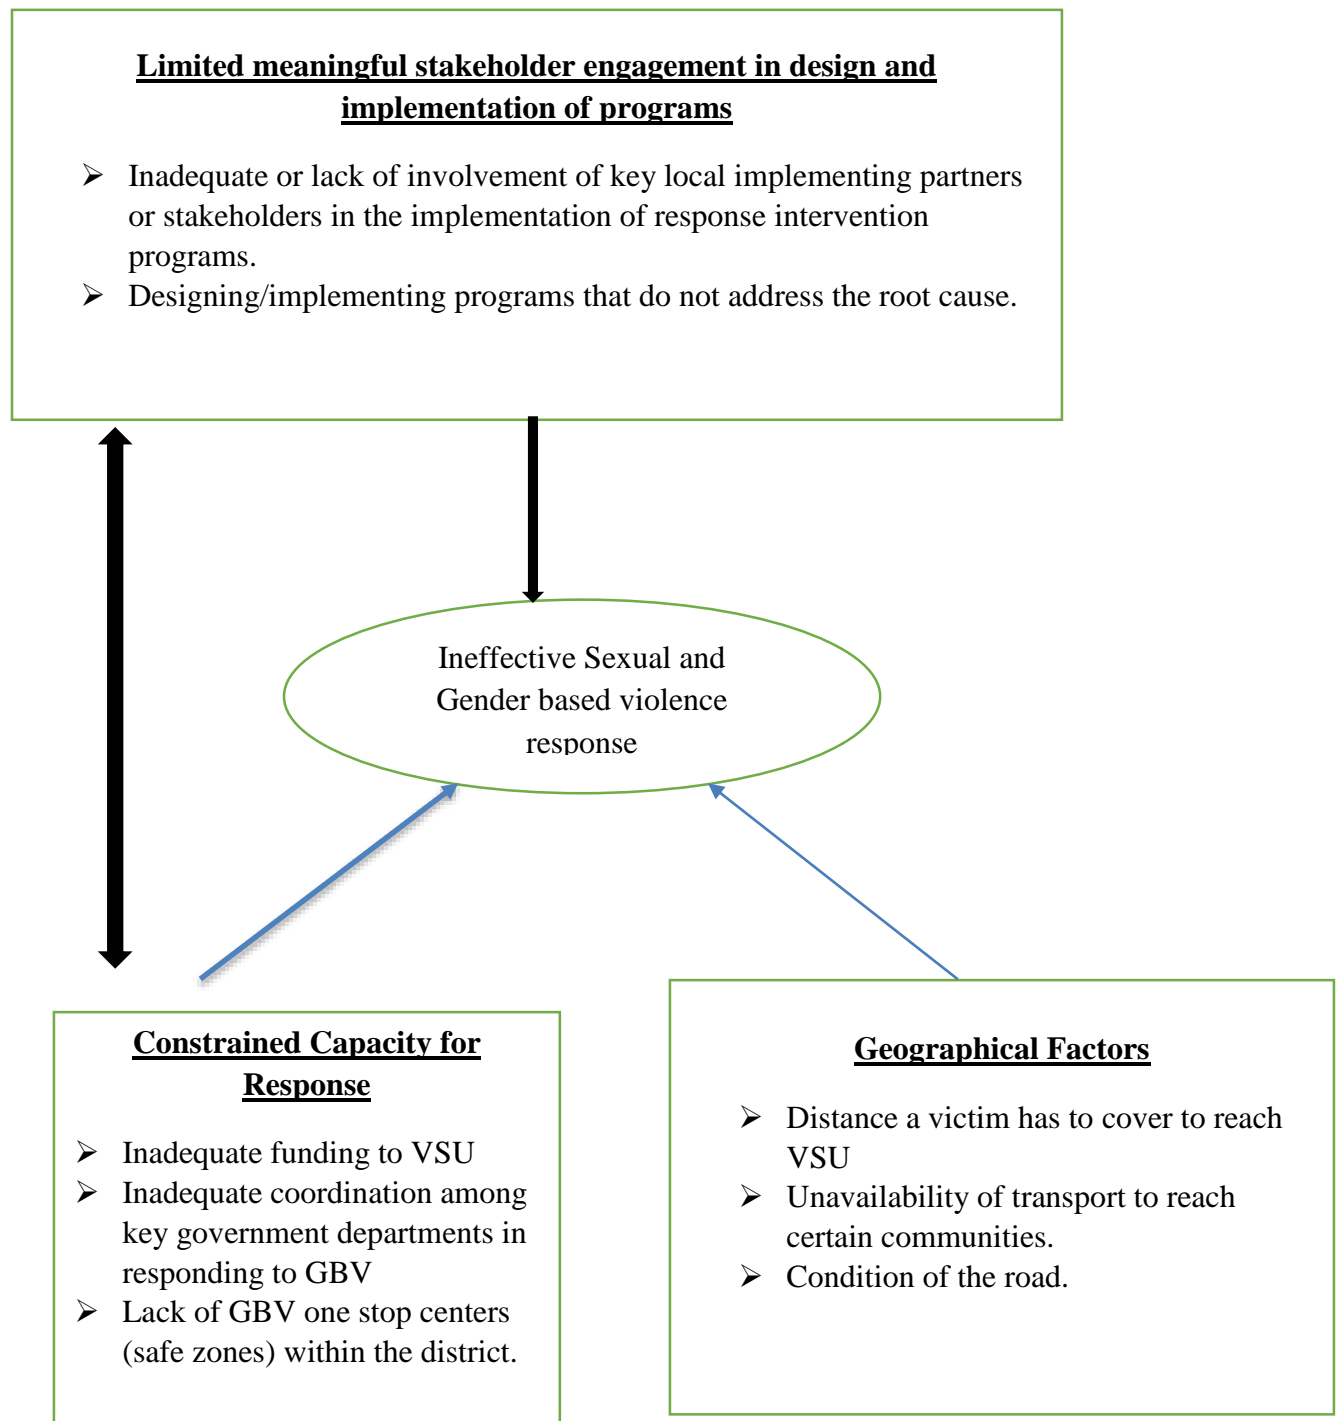 Limited meaningful stakeholder engagement in design and
implementation of programs
➢ Inadequate or lack of involvement of key local implementing partners
or stakeholders in the implementation of response intervention
programs.
➢ Designing/implementing programs that do not address the root cause.
Ineffective Sexual and
Gender based violence
response
Constrained Capacity for
Response
➢ Inadequate funding to VSU
➢ Inadequate coordination among
key government departments in
responding to GBV
➢ Lack of GBV one stop centers
(safe zones) within the district.
Geographical Factors
➢ Distance a victim has to cover to reach
VSU
➢ Unavailability of transport to reach
certain communities.
➢ Condition of the road.